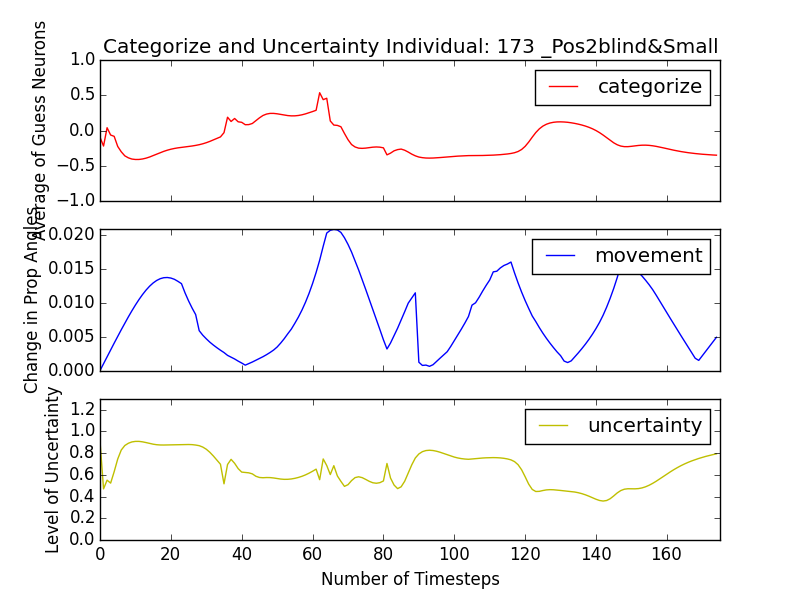 Categorize and Uncertainty Individual: 173 _Pos2blind&Small
Average of Guess Neurons
1.0
0.5
0.0
−0.5
−1.0
categorize
Change in Prop Angles
0.020
0.015
0.010
0.005
0.000
movement
Level of Uncertainty
1.2
1.0
0.8
0.6
0.4
0.2
0.0
uncertainty
0 20 40 60 80 100 120 140 160
Number of Timesteps